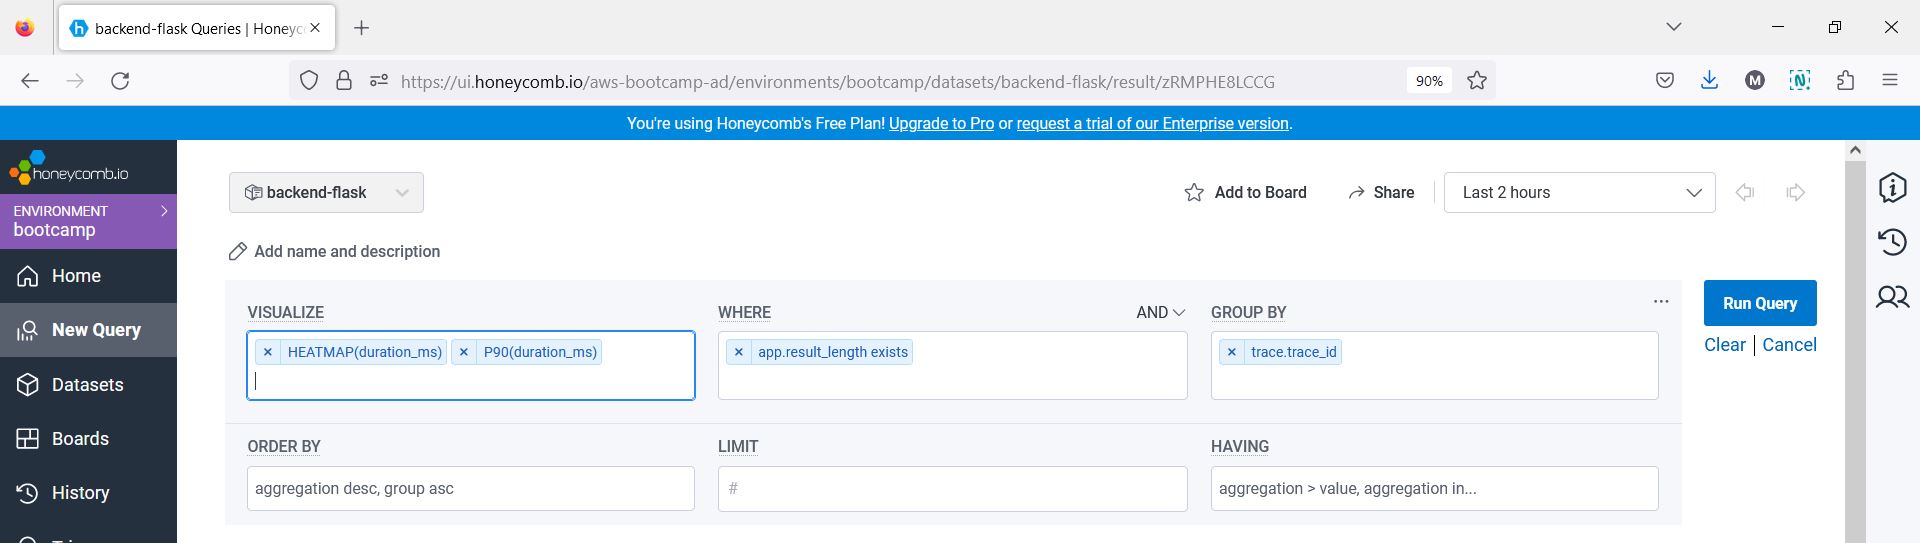 backend-flask Queries | Honeyc
https://ui.honeycomb.io/aws-bootcamp-ad/environments/bootcamp/datasets/backend-flask/result/zRMPHE8LCCG
90%
M
N
You're using Honeycomb's Free Plan! Upgrade to Pro or request a trial of our Enterprise version.
honeycomb.io
ENVIRONMENT
bootcamp
Home
New Query
Datasets
Boards
History
backend-flask
Add to Board
Share
Last 2 hours
Add name and description
VISUALIZE
HEATMAP(duration_ms)
P90(duration_ms)
WHERE
AND
app.result_length exists
GROUP BY
trace.trace_id
Run Query
Clear
Cancel
ORDER BY
aggregation desc, group asc
LIMIT
#
HAVING
aggregation > value, aggregation in...